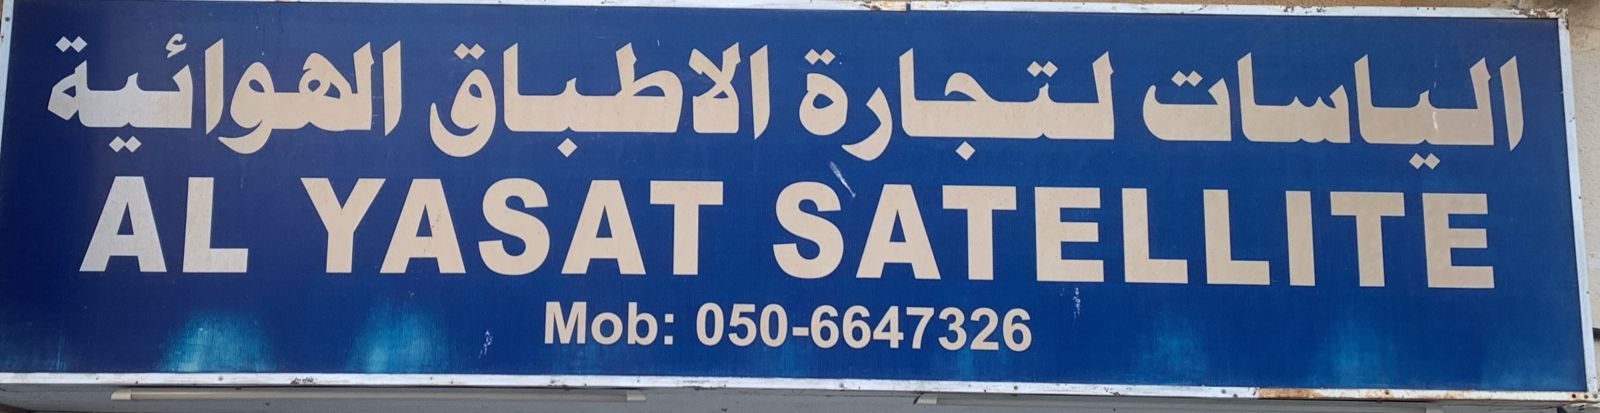 الياسات لتجارة الاطباق الهوائية
AL YASAT SATELLITE
Mob: 050-6647326